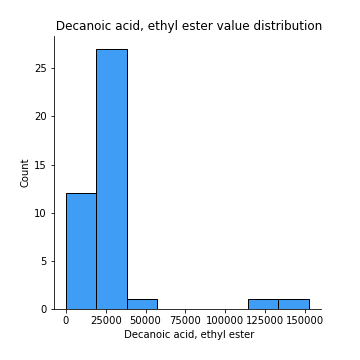 Decanoic acid, ethyl ester value distribution
Count
25
20
15
10
5
0
0 25000 50000 75000 100000 125000 150000
Decanoic acid, ethyl ester